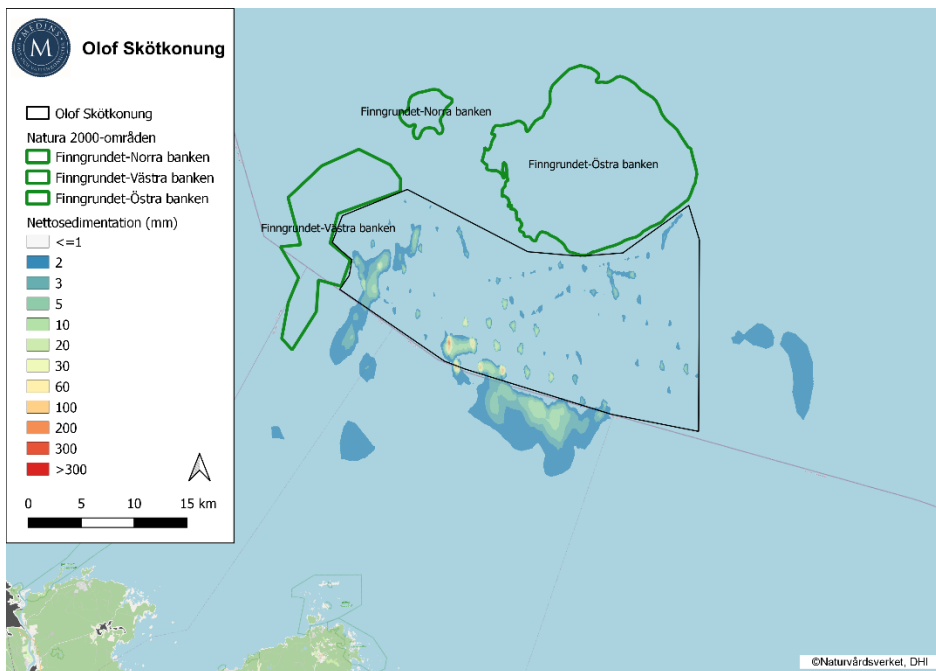 MEDINS
M
Olof Skötkonung
Olof Skötkonung
Natura 2000-områden
Finngrundet-Norra banken
Finngrundet-Västra banken
Finngrundet-Östra banken
Nettosedimentation (mm)
<=1
2
3
5
10
20
30
60
100
200
300
>300
0 5 10 15 km
Finngrundet-Norra banken
Finngrundet-Östra banken
Finngrundet-Västra banken
©Naturvårdsverket, DHI